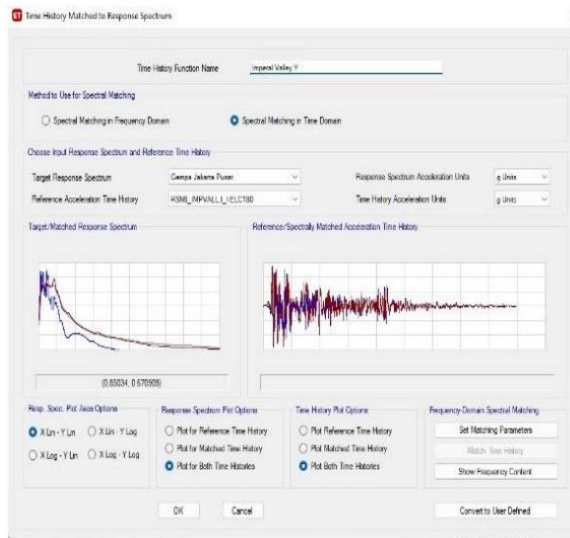 ET Time History Matched to Response Spectrum
Time History Function Name Imperial Valley Y
Method to Use for Spectral Matching
Spectral Matching in Frequency Domain Spectral Matching in Time Domain
Choose Input Response Spectrum and Reference Time History
Target Response Spectrum Gempa Jakarta Pusat Response Spectrum Acceleration Units g Units
Reference Acceleration Time History Time History Acceleration Units g Units
Target/Matched Response Spectrum Reference/Spectrally Matched Acceleration Time History
(0.85034, 0.670909)
Resp. Spec. Plot Axes Options Response Spectrum Plot Options Time History Plot Options Frequency-Domain Spectral Matching
X Lin - Y Lin X Lin - Y Log Plot for Reference Time History Plot Reference Time History Set Matching Parameters
X Log - Y Lin X Log - Y Log Plot for Matched Time History Plot Matched Time History Match Time History
Plot for Both Time Histories Plot Both Time Histories Show Frequency Content
OK Cancel Convert to User Defined